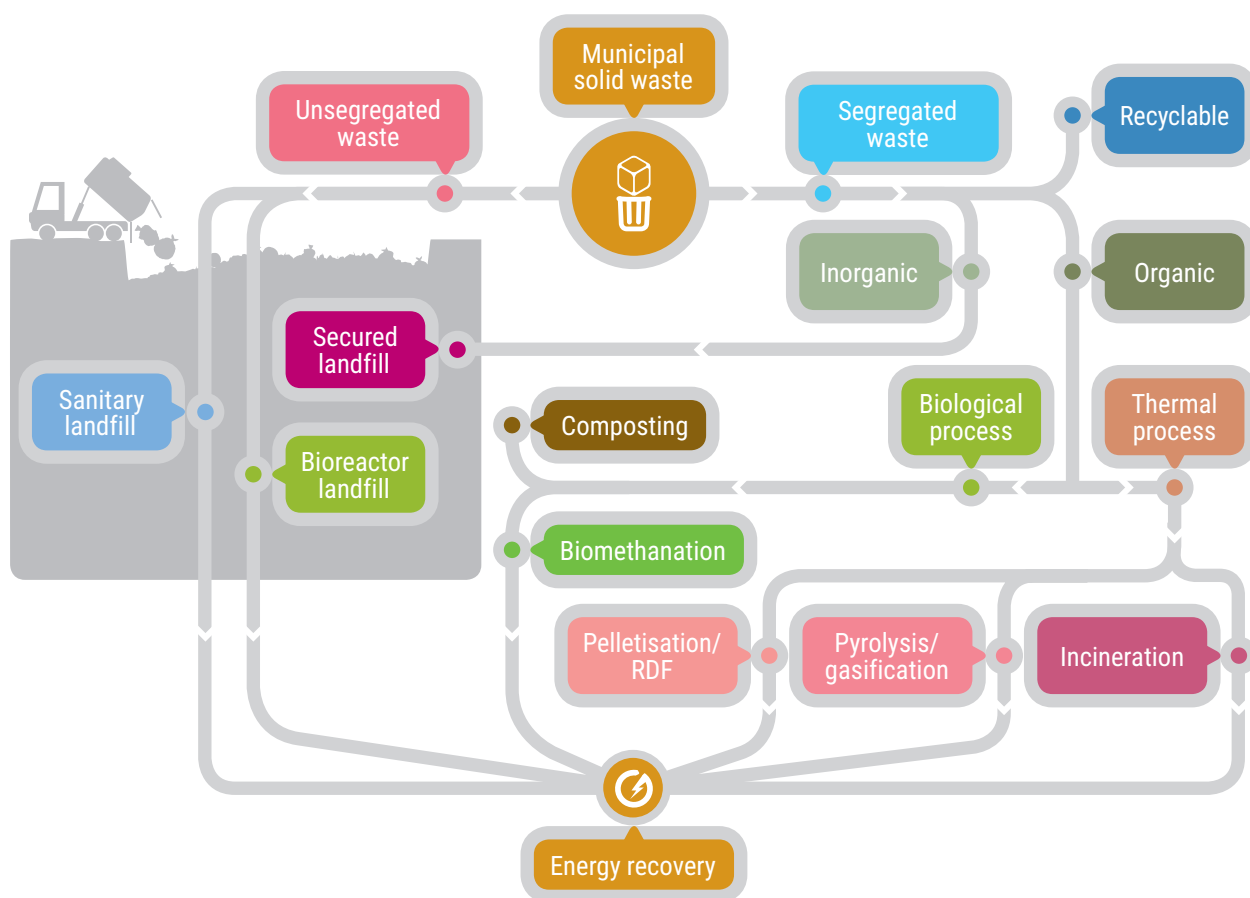 Municipal
solid waste
Unsegregated
waste
Segregated
waste
Recyclable
Inorganic
Organic
Secured
landfill
Sanitary
landfill
Composting
Biological
process
Thermal
process
Bioreactor
landfill
Biomethanation
Pelletisation/
RDF
Pyrolysis/
gasification
Incineration
Energy recovery